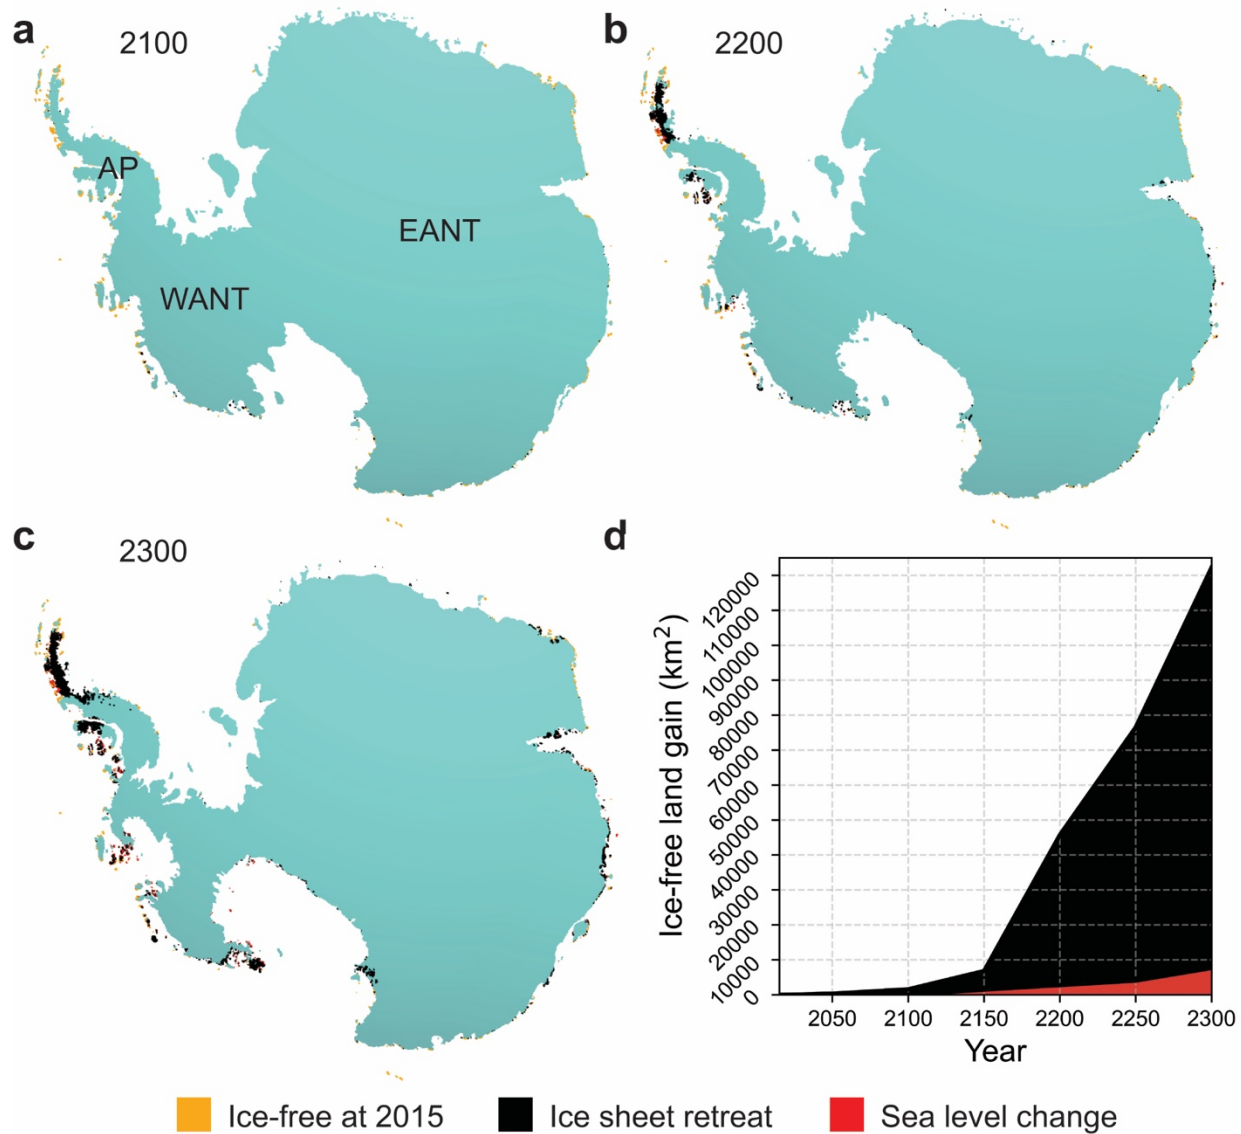 a
2100
AP
EANT
WANT
b
2200
c
2300
d
Ice-free land gain (km²)
120000
110000
100000
90000
80000
70000
60000
50000
40000
30000
20000
10000
0
2050 2100 2150 2200 2250 2300
Year
Ice-free at 2015 Ice sheet retreat Sea level change